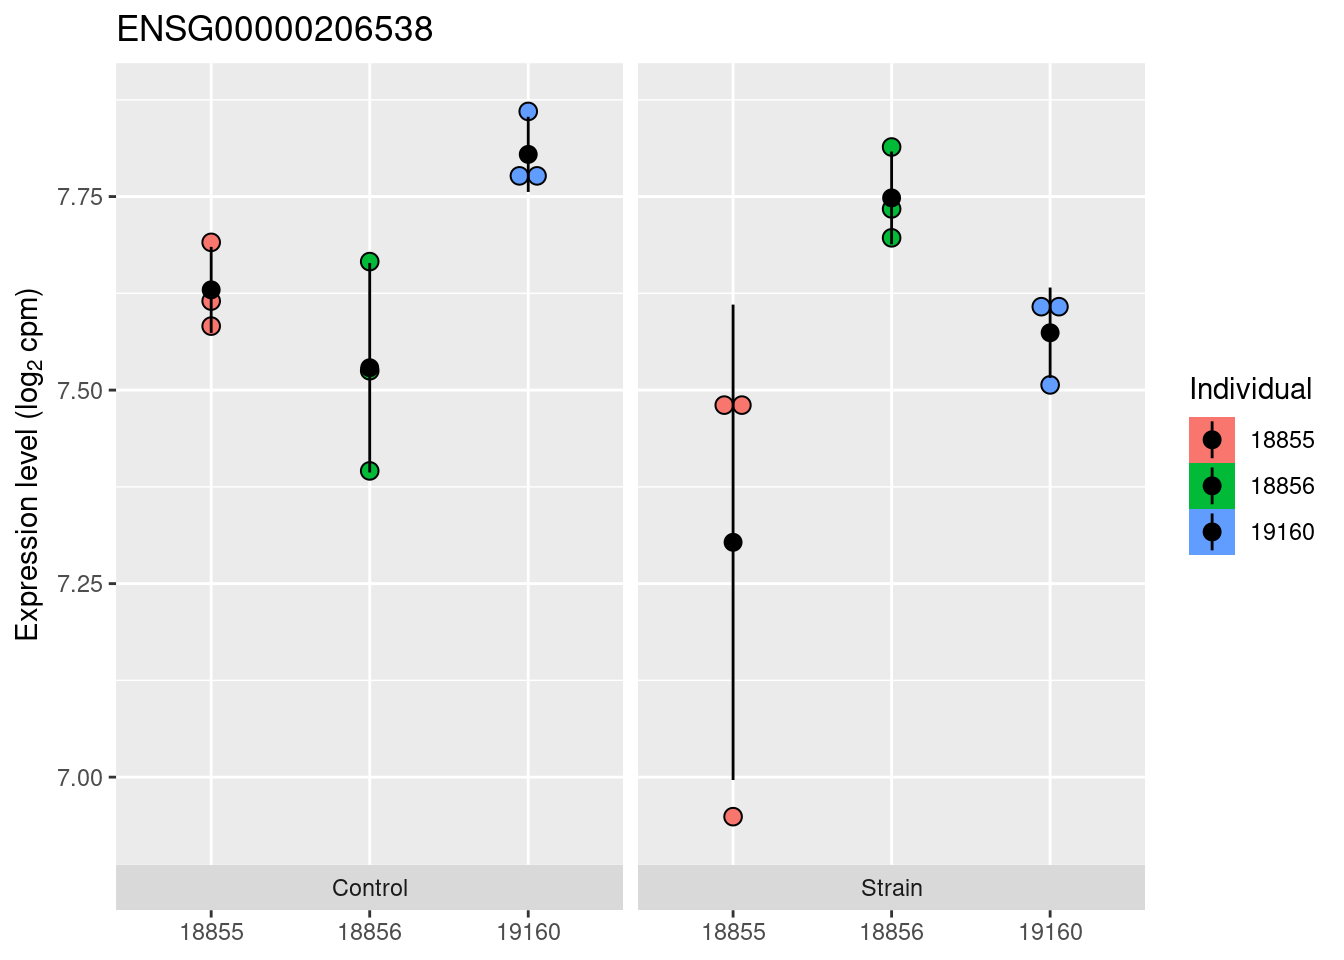 ENSG00000206538
Expression level (log2 cpm)
7.75
7.50
7.25
7.00
Control
Strain
18855
18856
19160
18855
18856
19160
Individual
18855
18856
19160